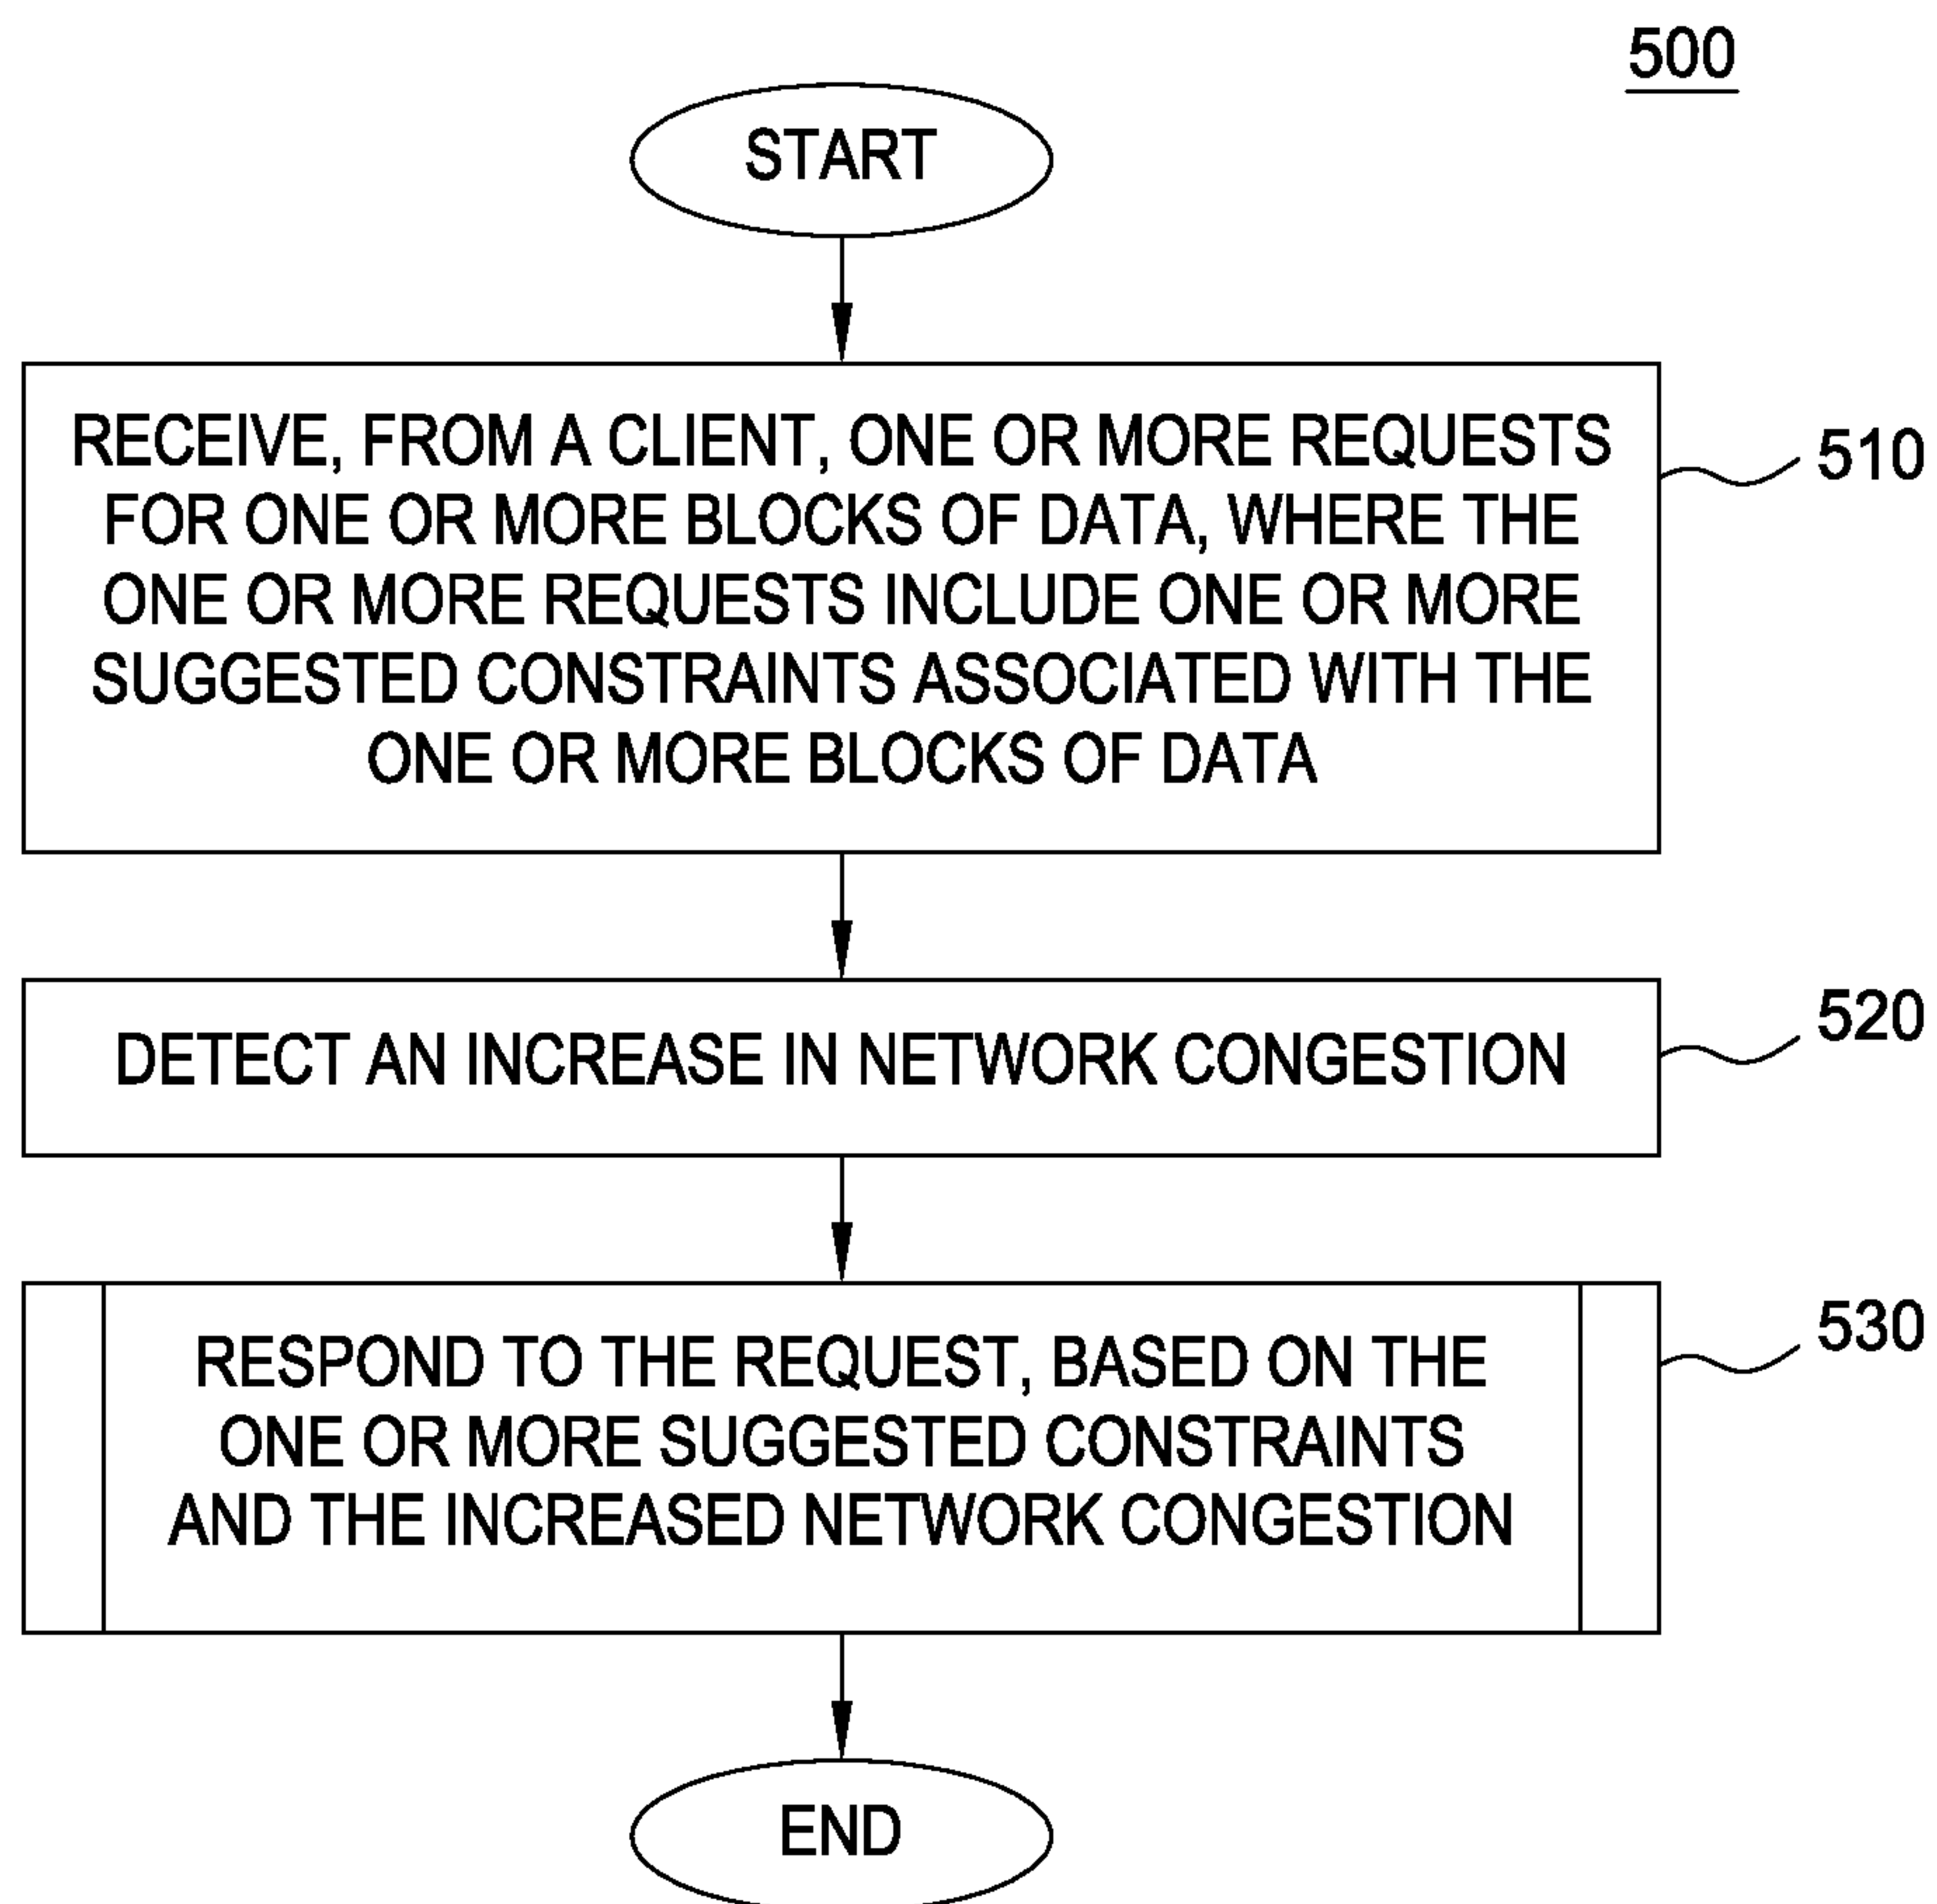 500
START
RECEIVE, FROM A CLIENT, ONE OR MORE REQUESTS
FOR ONE OR MORE BLOCKS OF DATA, WHERE THE
ONE OR MORE REQUESTS INCLUDE ONE OR MORE
SUGGESTED CONSTRAINTS ASSOCIATED WITH THE
ONE OR MORE BLOCKS OF DATA
510
DETECT AN INCREASE IN NETWORK CONGESTION
520
RESPOND TO THE REQUEST, BASED ON THE
ONE OR MORE SUGGESTED CONSTRAINTS
AND THE INCREASED NETWORK CONGESTION
530
END